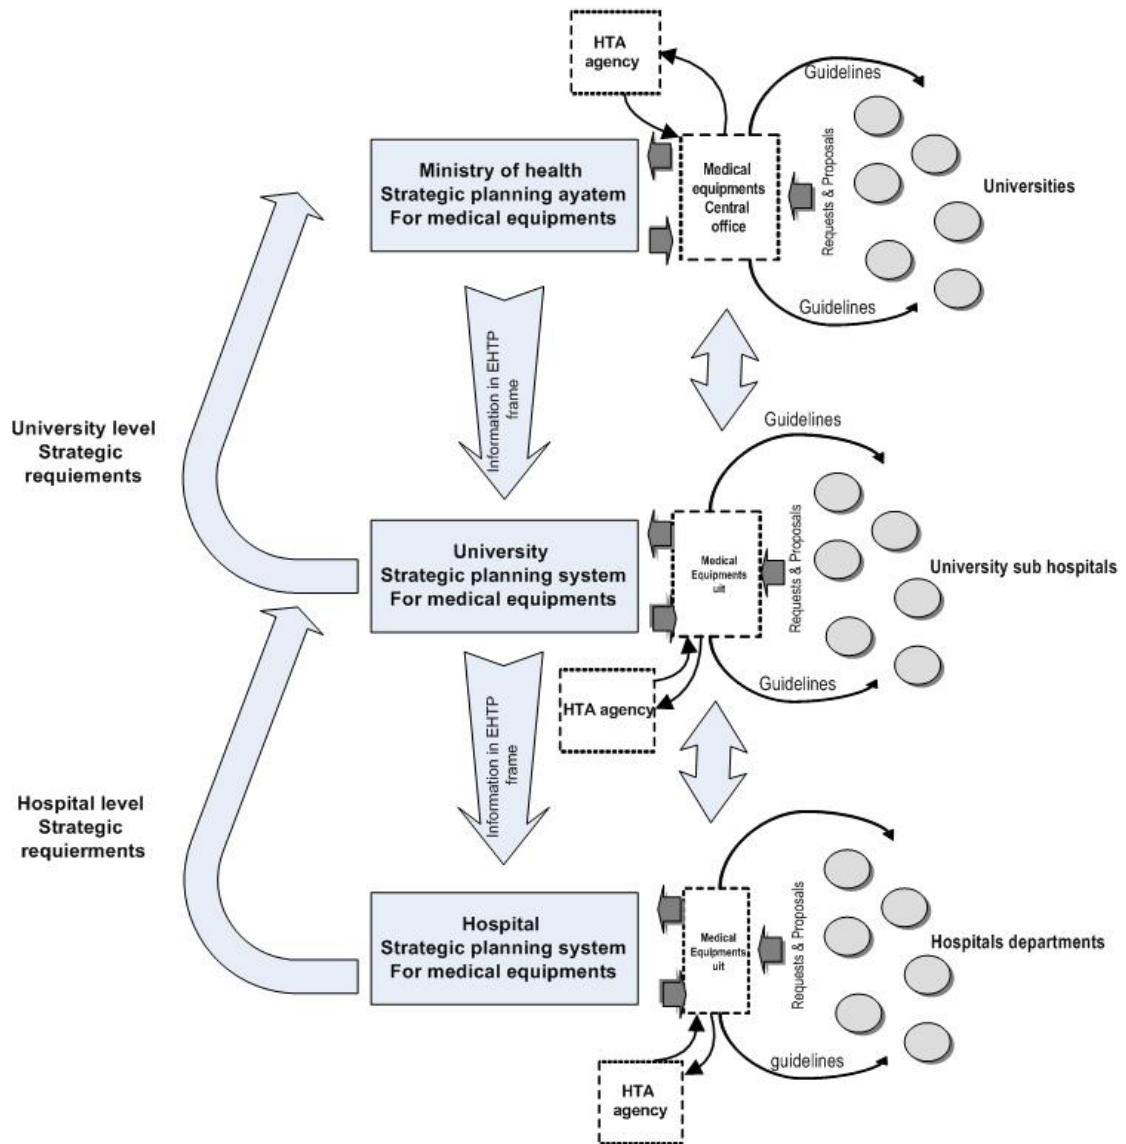 HTA
agency
Guidelines
Ministry of health
Strategic planning ayatem
For medical equipments
Medical
equipments
Central
office
Requests & Proposals
Universities
Guidelines
Information in EHTP
frame
University level
Strategic
requiements
Guidelines
University
Strategic planning system
For medical equipments
Medical
Equipments
uit
Requests & Proposals
University sub hospitals
Guidelines
HTA agency
Information in EHTP
frame
Hospital level
Strategic
requierments
Hospital
Strategic planning system
For medical equipments
Medical
Equipments
uit
Requests & Proposals
Hospitals departments
guidelines
HTA
agency